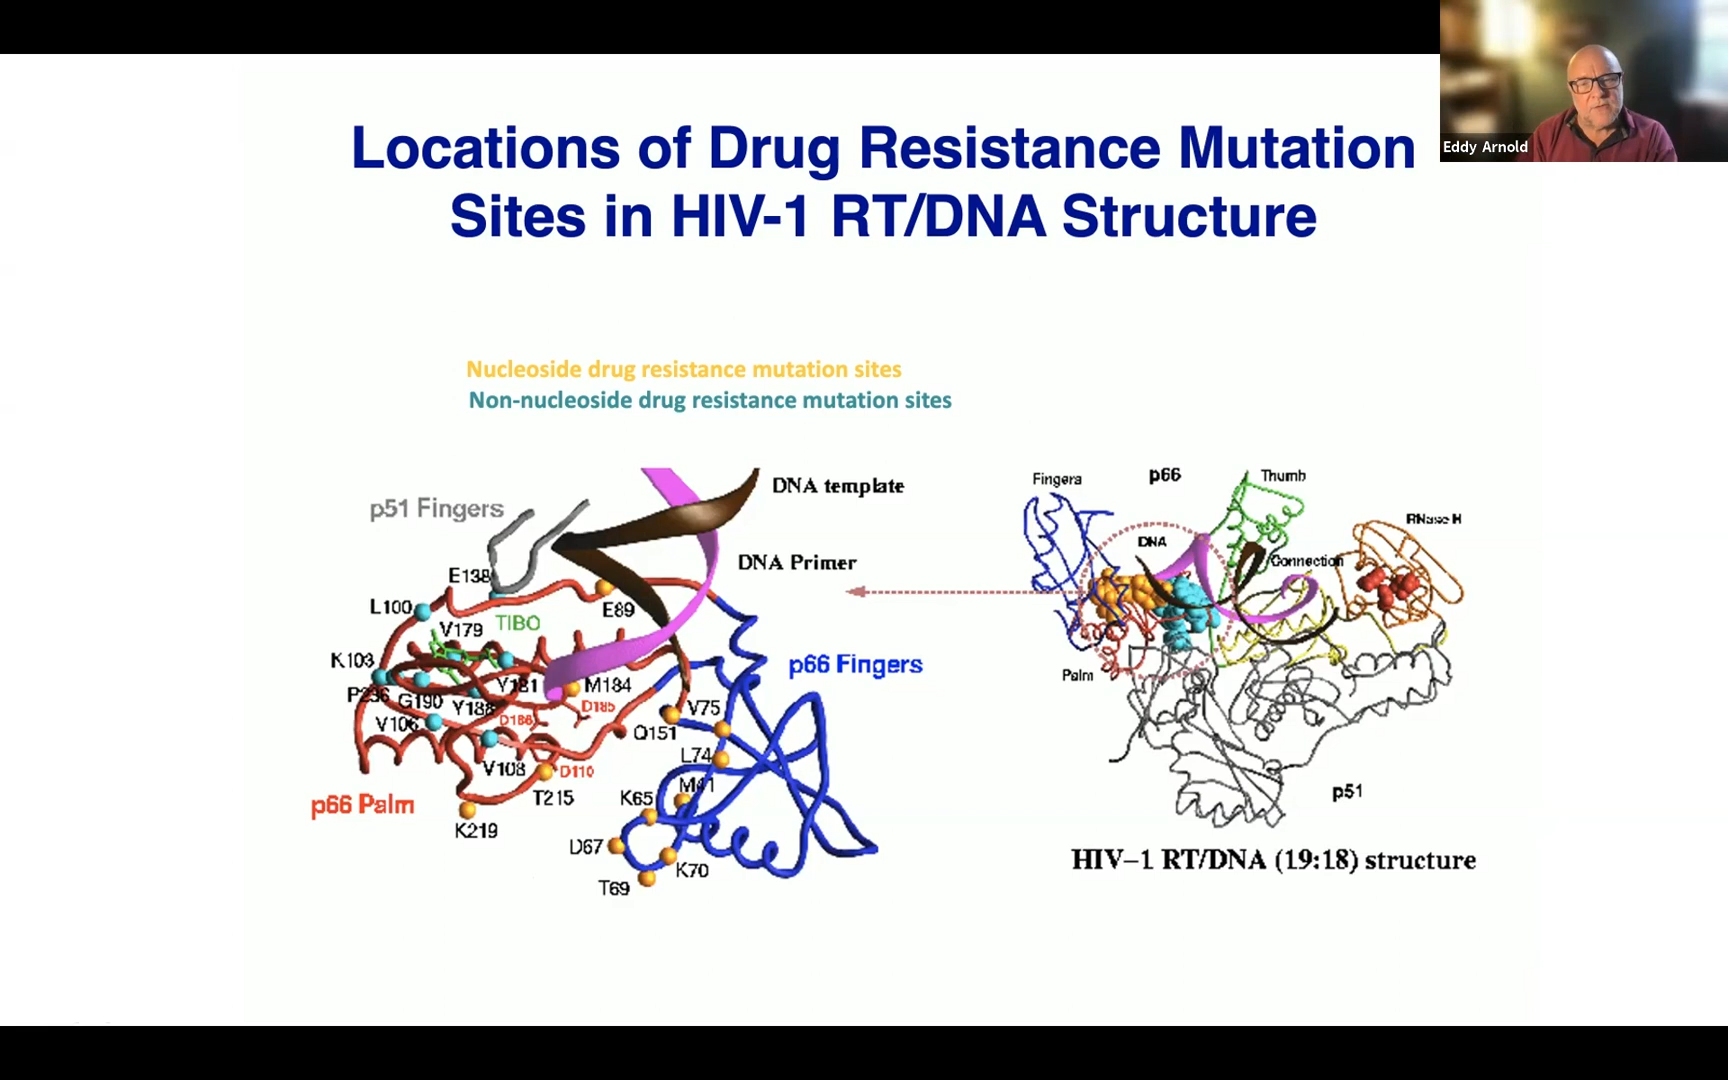 Eddy Arnold
Locations of Drug Resistance Mutation
Sites in HIV-1 RT/DNA Structure
Nucleoside drug resistance mutation sites
Non-nucleoside drug resistance mutation sites
p51 Fingers
DNA template
DNA Primer
E138
L100
E89
V179
TIBO
K103
p66 Fingers
P236
G190
Y181
M184
Y188
D185
D186
V106
V75
Q151
L74
V108
D110
M41
T215
K65
p66 Palm
K219
D67
K70
T69
Fingers
p66
Thumb
RNase H
DNA
Connection
Palm
p51
HIV–1 RT/DNA (19:18) structure